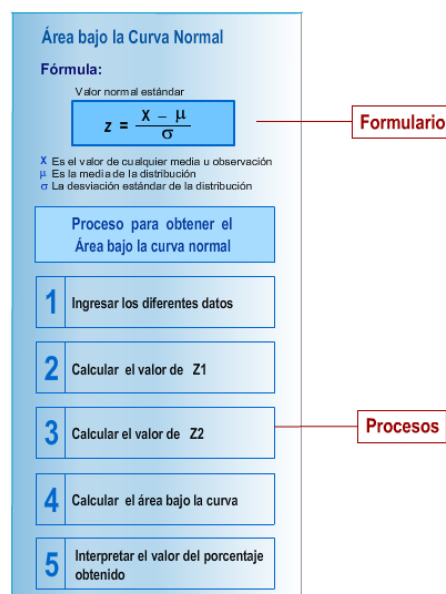 Área bajo la Curva Normal
Fórmula:
Valor normal estándar
z = X − μ / σ
Formulario
X Es el valor de cualquier media u observación
μ Es la media de la distribución
σ La desviación estándar de la distribución
Proceso para obtener el
Área bajo la curva normal
1 Ingresar los diferentes datos
2 Calcular el valor de Z1
3 Calcular el valor de Z2
Procesos
4 Calcular el área bajo la curva
5 Interpretar el valor del porcentaje
obtenido